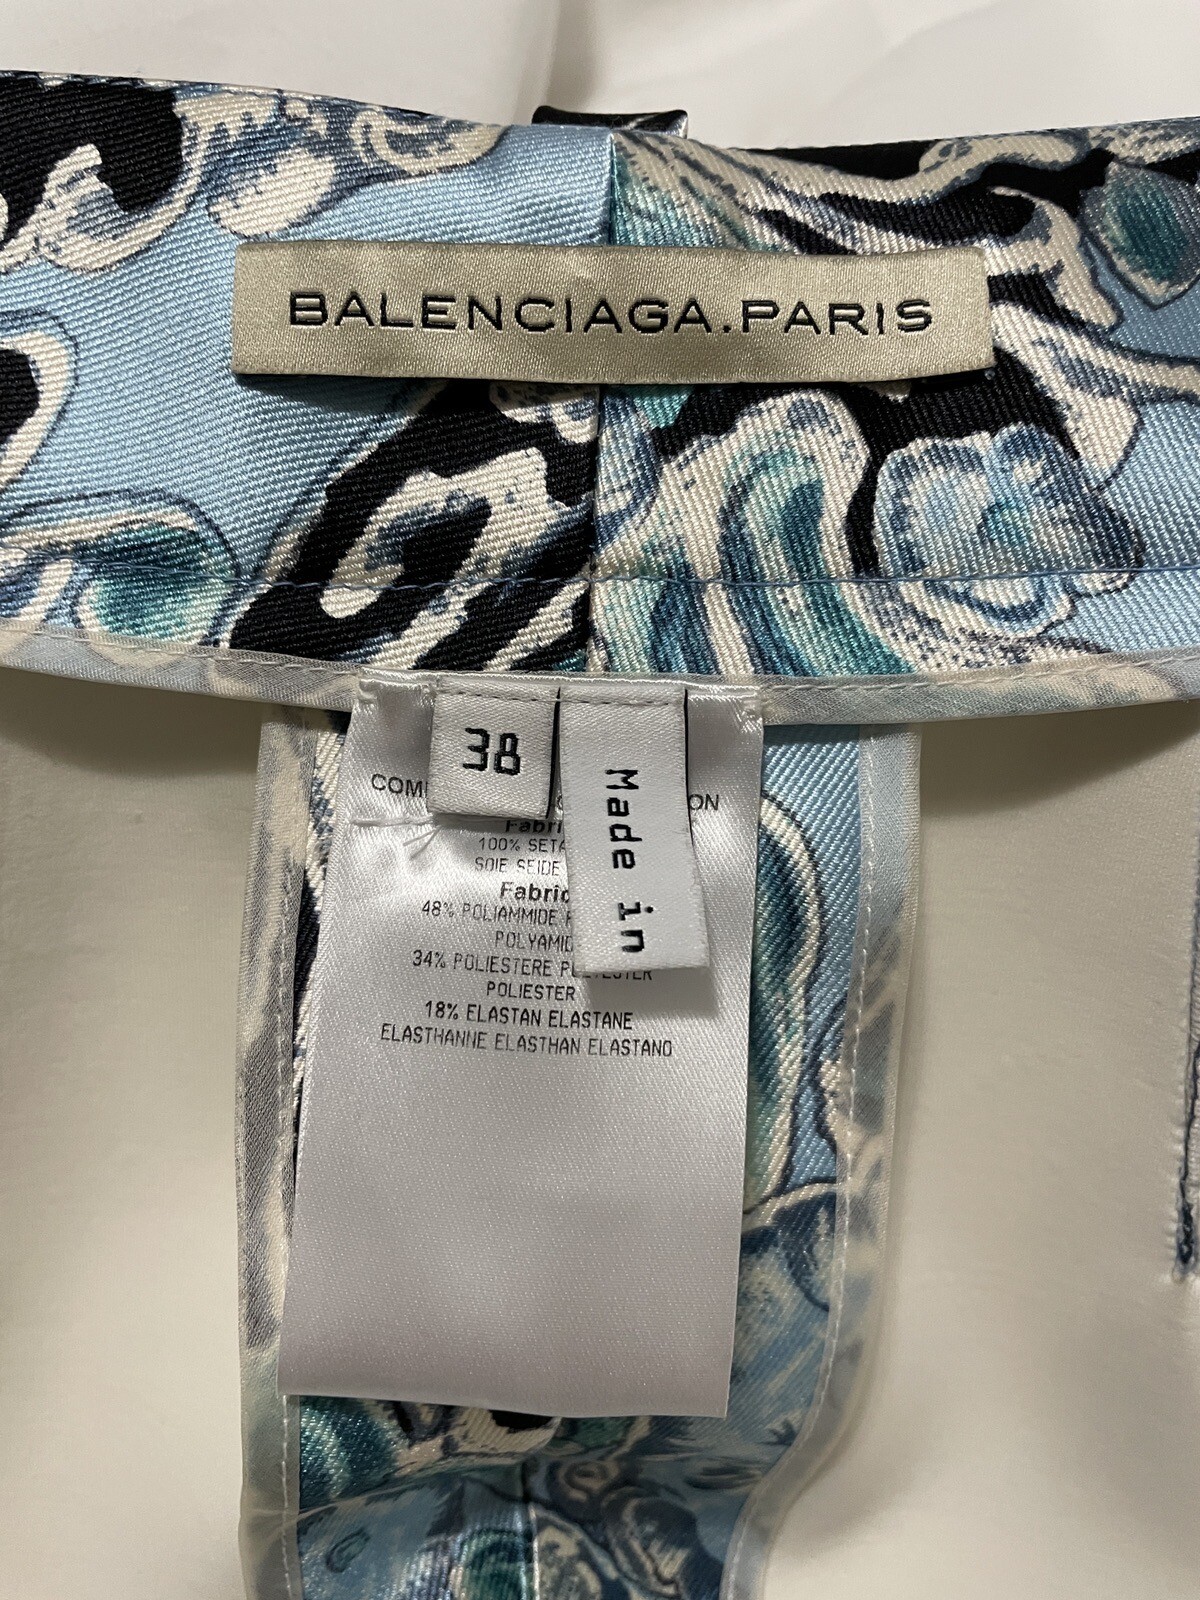 BALENCIAGA.PARIS
38
Made in
COM
ON
Fabri
100% SETA
SOIE SEIDE
Fabric
48% POLIAMMIDE
POLYAMID
34% POLIESTERE POLYESTER
POLIESTER
18% ELASTAN ELASTANE
ELASTHANNE ELASTHAN ELASTANO